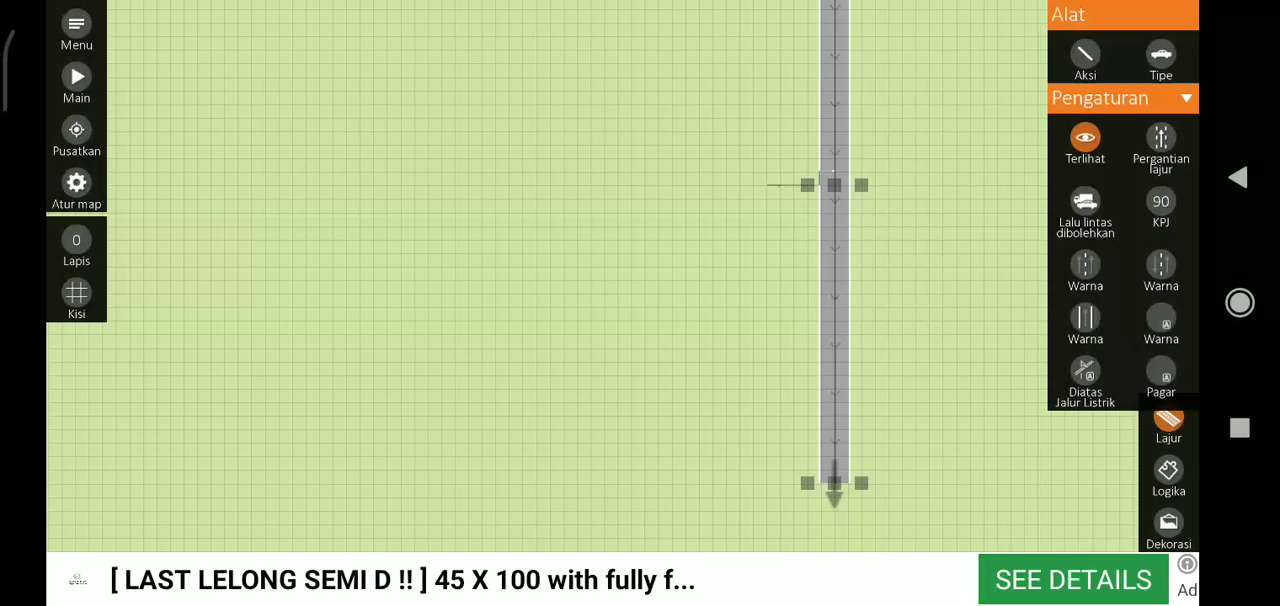 Menu
Main
Pusatkan
Atur map
0
Lapis
Kisi
Alat
Aksi
Tipe
Pengaturan
Terlihat
Pergantian
lajur
Lalu lintas
dibolehkan
90
KPJ
Warna
Warna
Warna
A
Warna
A
Diatas
Jalur Listrik
A
Pagar
Lajur
Logika
Dekorasi
[ LAST LELONG SEMI D !! ] 45 X 100 with fully f...
SEE DETAILS
Ad